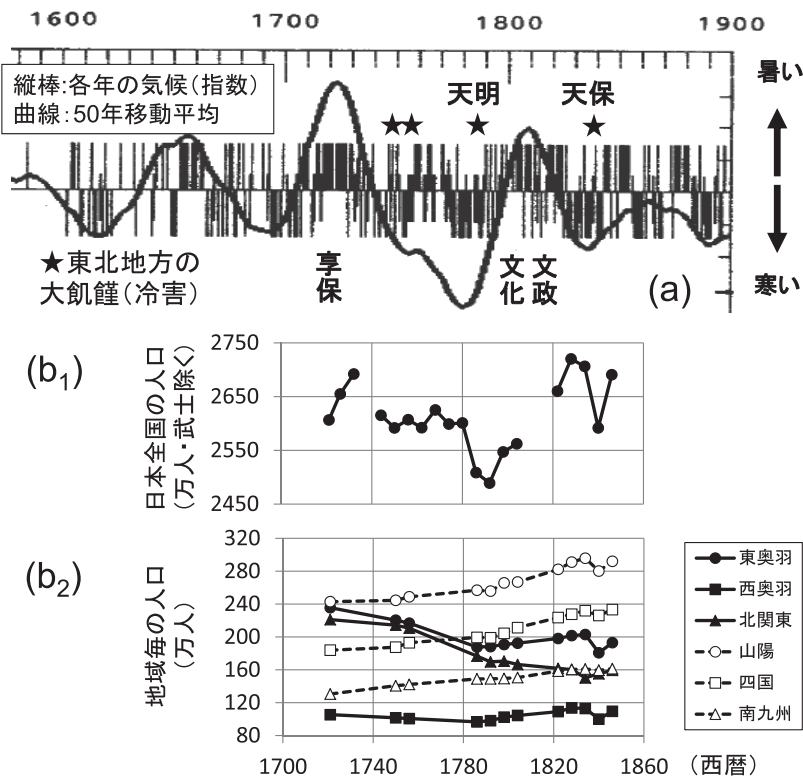 1600 1700 1800 1900
縦棒:各年の気候(指数)
曲線:50年移動平均
暑い
天明
天保
★★ ★ ★
★東北地方の
大飢饉(冷害)
享保
文化
文政
(a)
寒い
(b₁)
日本全国の人口
(万人・武士除く)
2750
2650
2550
2450
(b₂)
地域毎の人口
(万人)
320
280
240
200
160
120
80
1700 1740 1780 1820 1860 (西暦)
東奥羽
西奥羽
北関東
山陽
四国
南九州